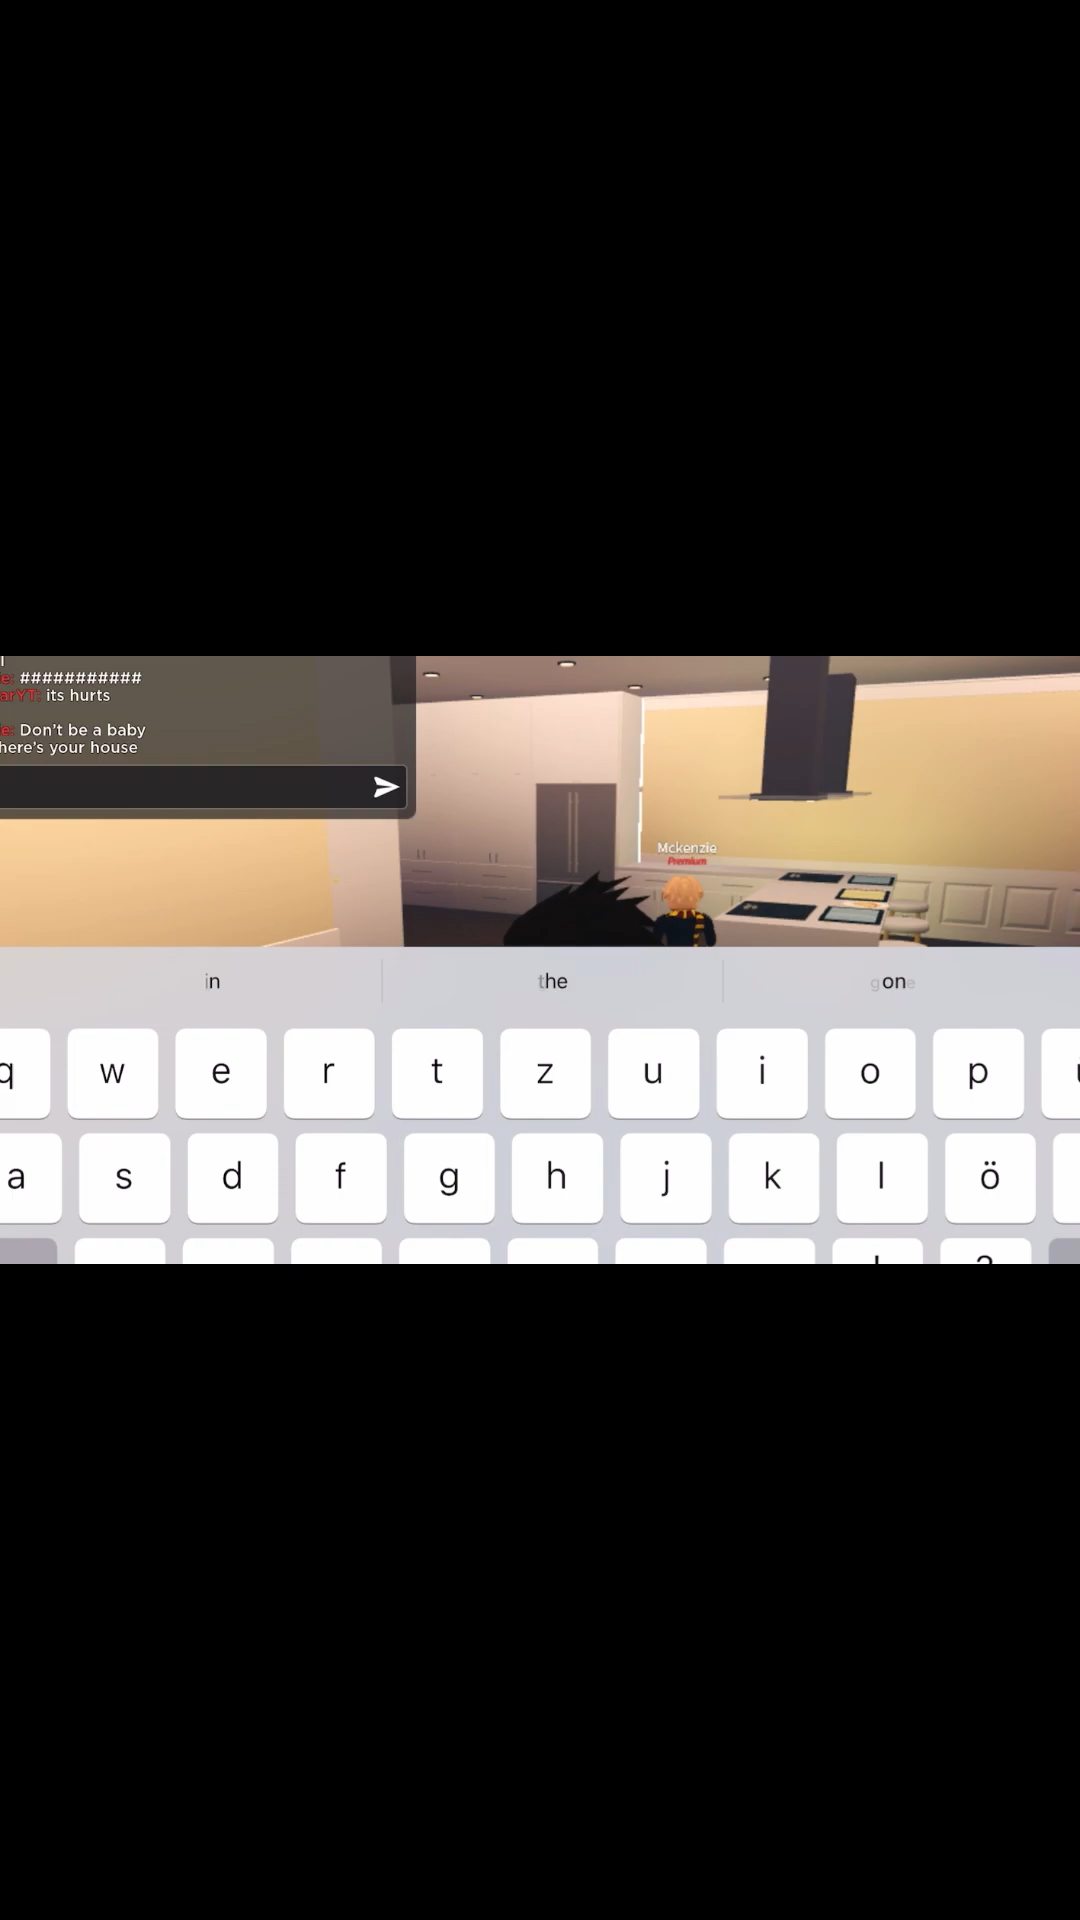 e: ###########
arYT: its hurts
e: Don't be a baby
here's your house
Mckenzie
Premium
in the gone
q w e r t z u i o p
a s d f g h j k l ö